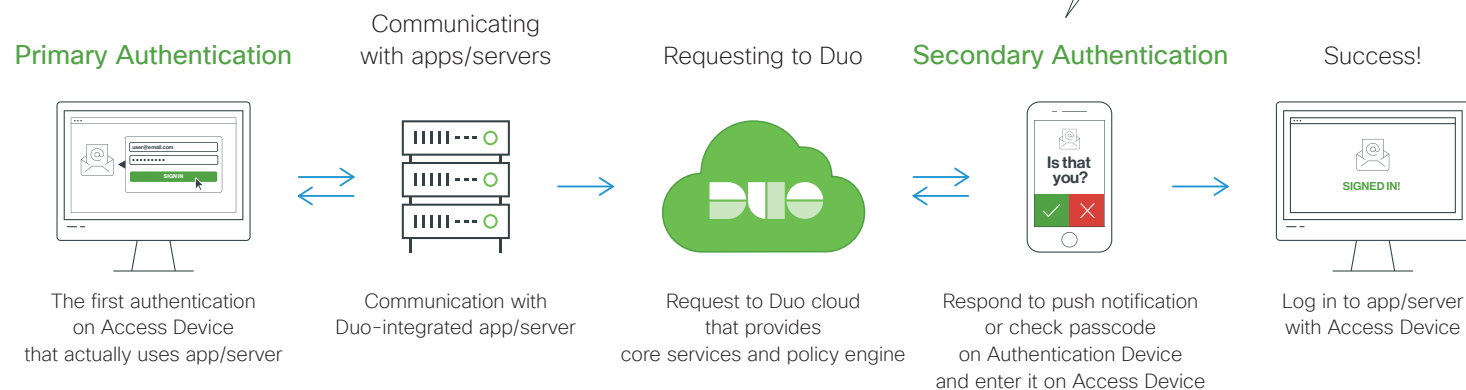 Primary Authentication
Communicating
with apps/servers
Requesting to Duo
Secondary Authentication
Success!
user@email.com
SIGN IN
DUO
Is that
you?
SIGNED IN!
The first authentication
on Access Device
that actually uses app/server
Communication with
Duo-integrated app/server
Request to Duo cloud
that provides
core services and policy engine
Respond to push notification
or check passcode
on Authentication Device
and enter it on Access Device
Log in to app/server
with Access Device